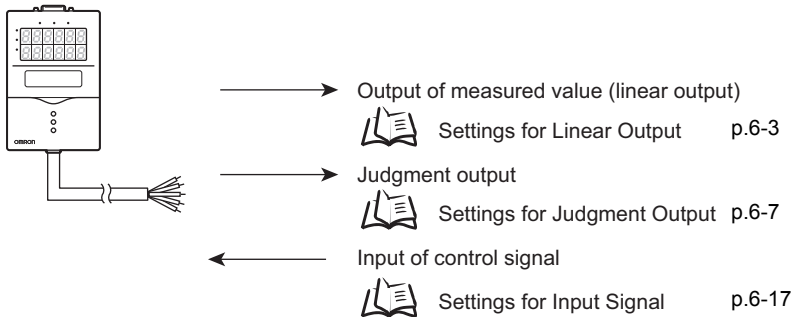 OMRON
Output of measured value (linear output)
Settings for Linear Output p.6-3
Judgment output
Settings for Judgment Output p.6-7
Input of control signal
Settings for Input Signal p.6-17